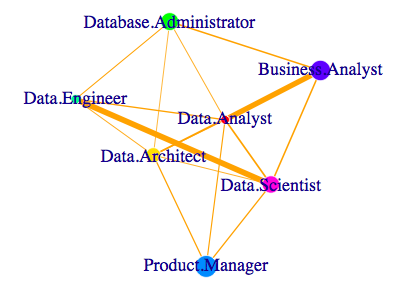 Database.Administrator
Business.Analyst
Data.Engineer
Data.Analyst
Data.Architect
Data.Scientist
Product.Manager